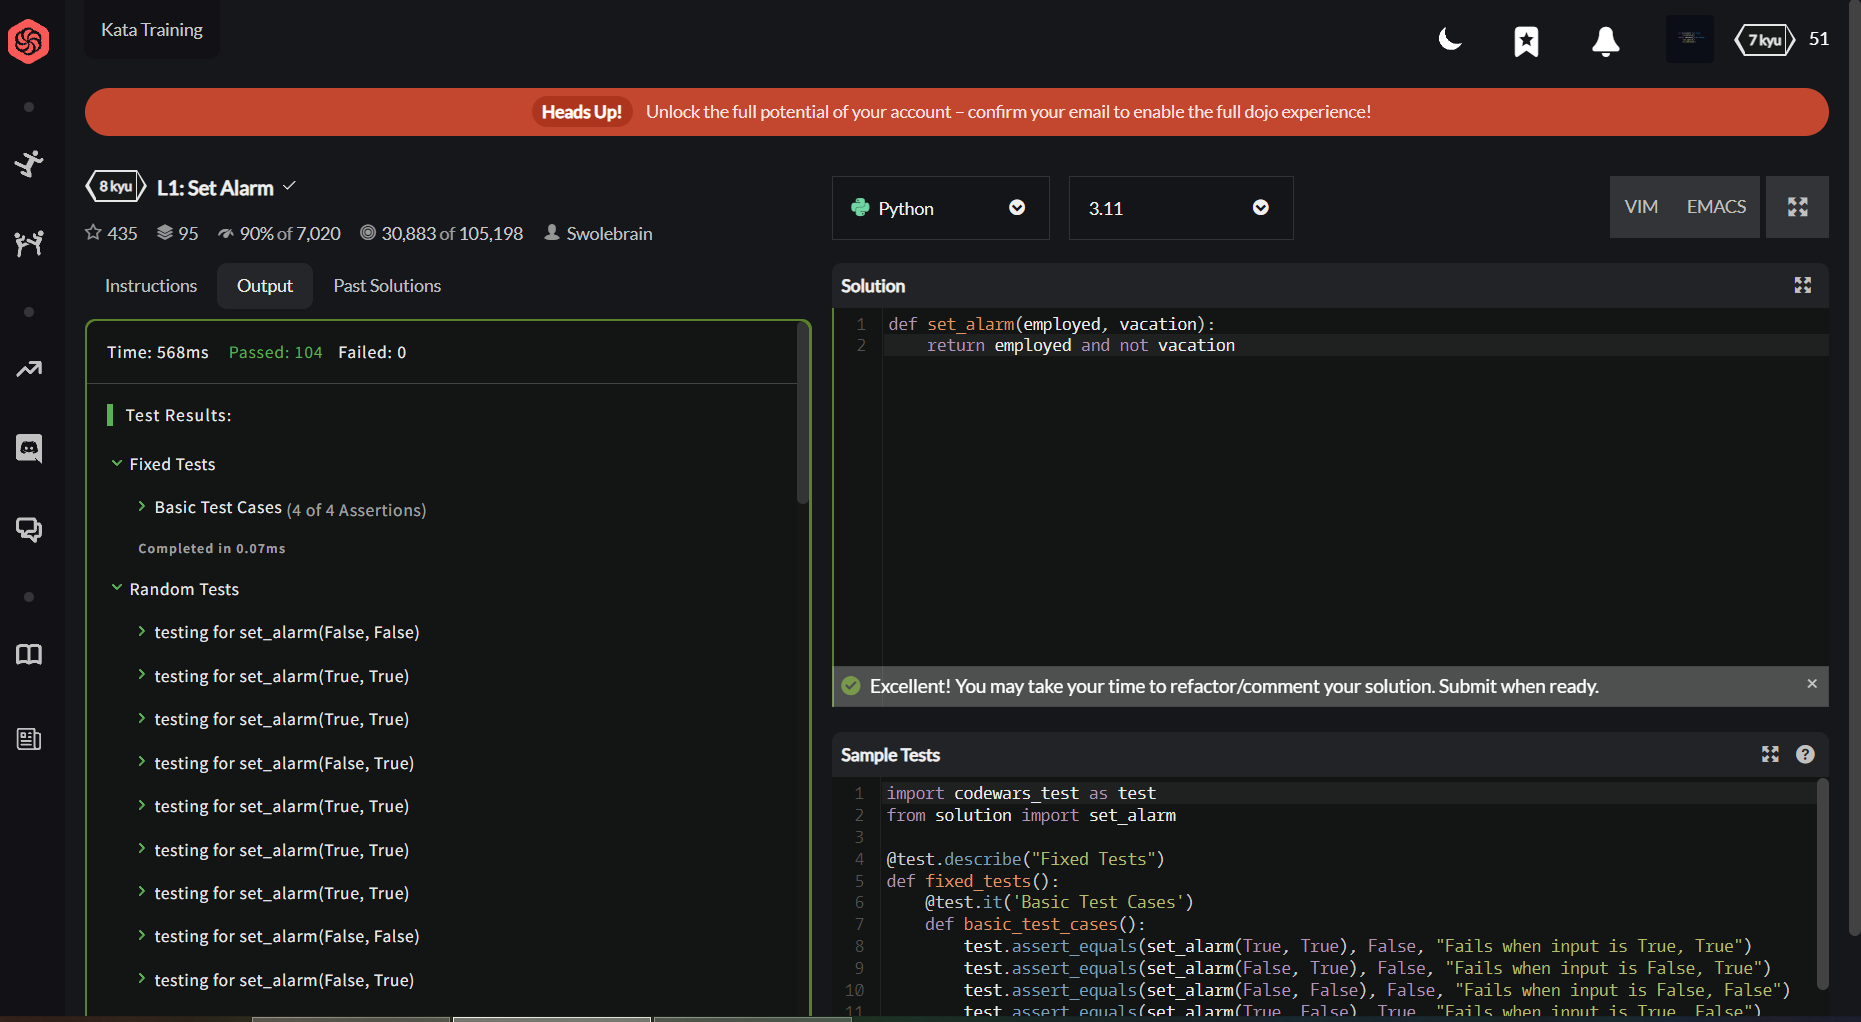 Kata Training
7 kyu 51
Heads Up! Unlock the full potential of your account – confirm your email to enable the full dojo experience!
8 kyu L1: Set Alarm
435 95 90% of 7,020 30,883 of 105,198 Swolebrain
Instructions Output Past Solutions
Time: 568ms Passed: 104 Failed: 0
Test Results:
Fixed Tests
Basic Test Cases (4 of 4 Assertions)
Completed in 0.07ms
Random Tests
testing for set_alarm(False, False)
testing for set_alarm(True, True)
testing for set_alarm(True, True)
testing for set_alarm(False, True)
testing for set_alarm(True, True)
testing for set_alarm(True, True)
testing for set_alarm(True, True)
testing for set_alarm(False, False)
testing for set_alarm(False, True)
Python 3.11 VIM EMACS
Solution
1 def set_alarm(employed, vacation):
2 return employed and not vacation
Excellent! You may take your time to refactor/comment your solution. Submit when ready. ×
Sample Tests ?
1 import codewars_test as test
2 from solution import set_alarm
3
4 @test.describe("Fixed Tests")
5 def fixed_tests():
6 @test.it('Basic Test Cases')
7 def basic_test_cases():
8 test.assert_equals(set_alarm(True, True), False, "Fails when input is True, True")
9 test.assert_equals(set_alarm(False, True), False, "Fails when input is False, True")
10 test.assert_equals(set_alarm(False, False), False, "Fails when input is False, False")
11 test.assert_equals(set_alarm(True, False), True, "Fails when input is True, False")